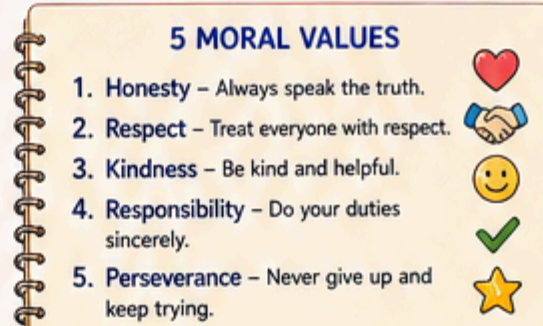 5 MORAL VALUES
1. Honesty – Always speak the truth.
2. Respect – Treat everyone with respect.
3. Kindness – Be kind and helpful.
4. Responsibility – Do your duties
sincerely.
5. Perseverance – Never give up and
keep trying.